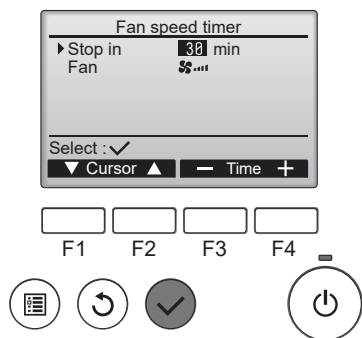 Fan speed timer
Stop in 30 min
Fan
Select :
Cursor Time
F1 F2 F3 F4